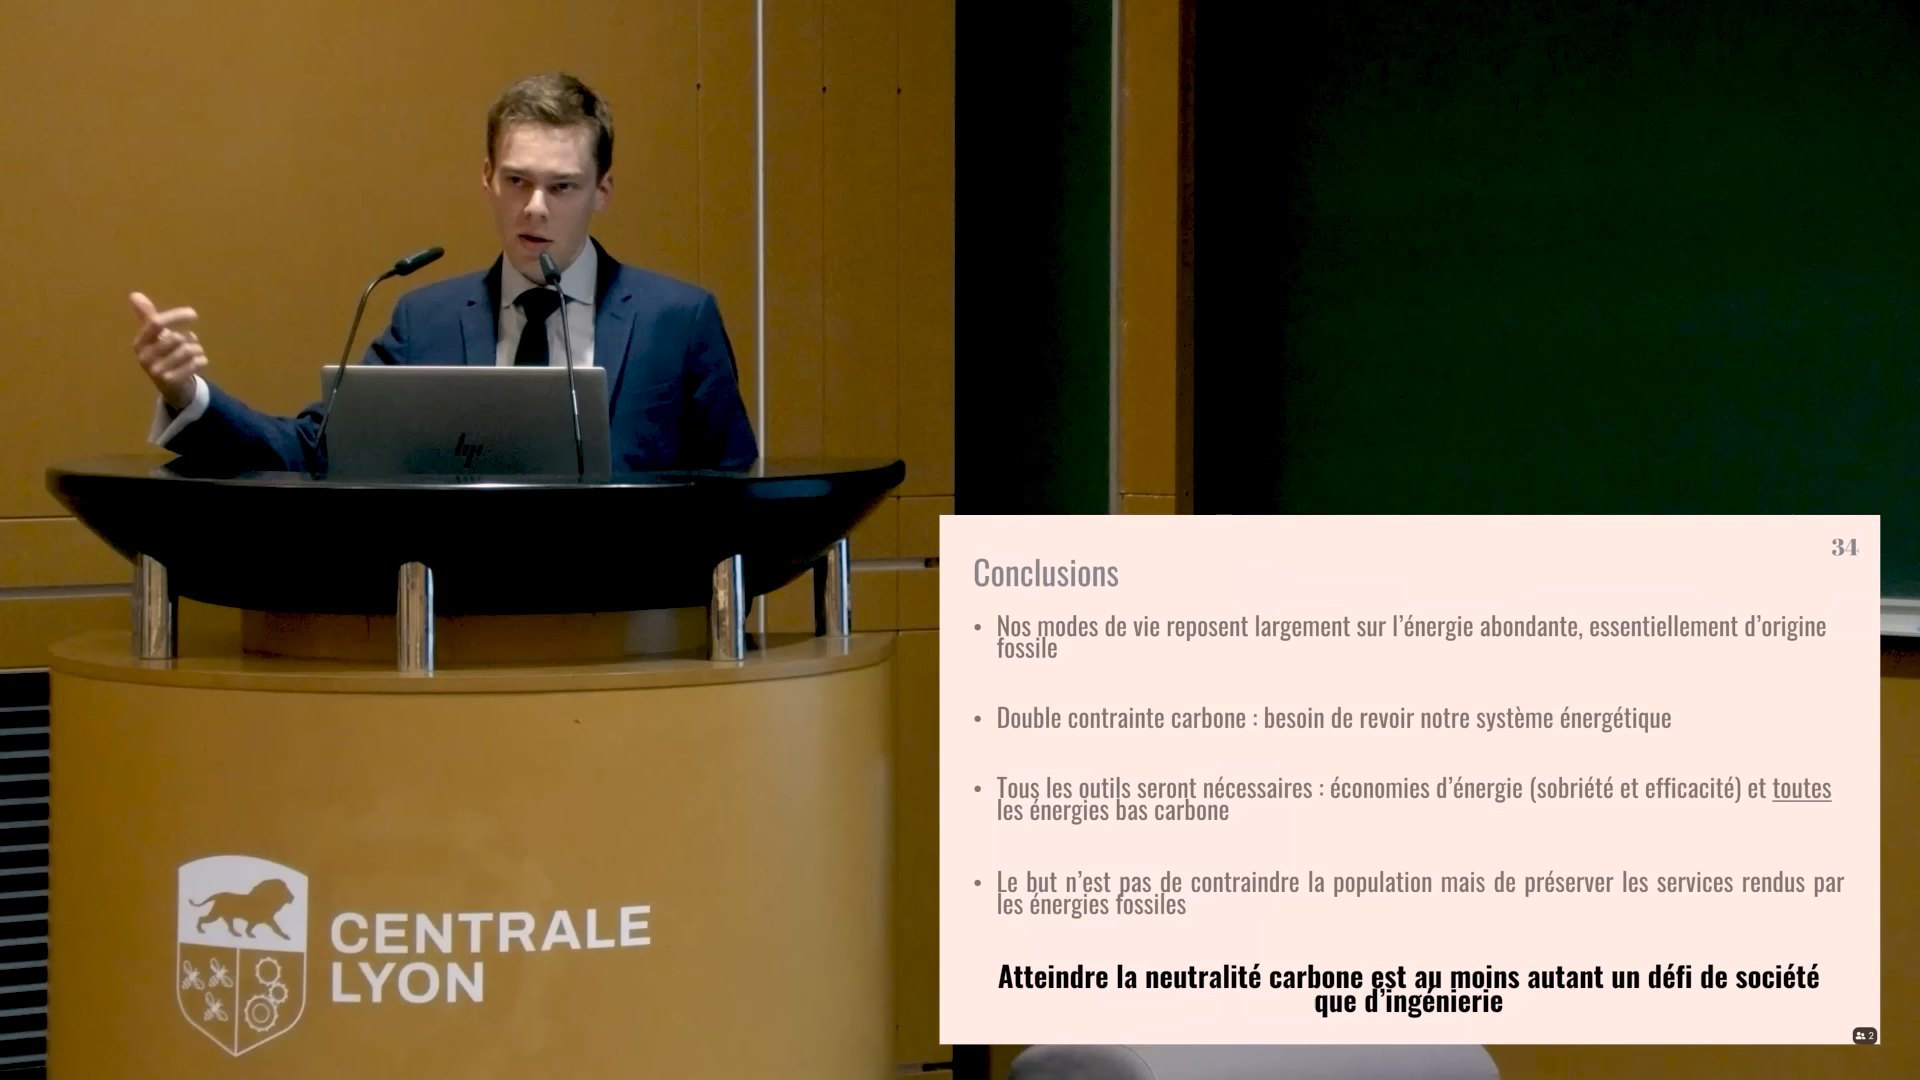 34
Conclusions
• Nos modes de vie reposent largement sur l’énergie abondante, essentiellement d’origine
fossile
• Double contrainte carbone : besoin de revoir notre système énergétique
• Tous les outils seront nécessaires : économies d’énergie (sobriété et efficacité) et toutes
les énergies bas carbone
• Le but n’est pas de contraindre la population mais de préserver les services rendus par
les énergies fossiles
Atteindre la neutralité carbone est au moins autant un défi de société
que d’ingénierie
2
hp
CENTRALE
LYON